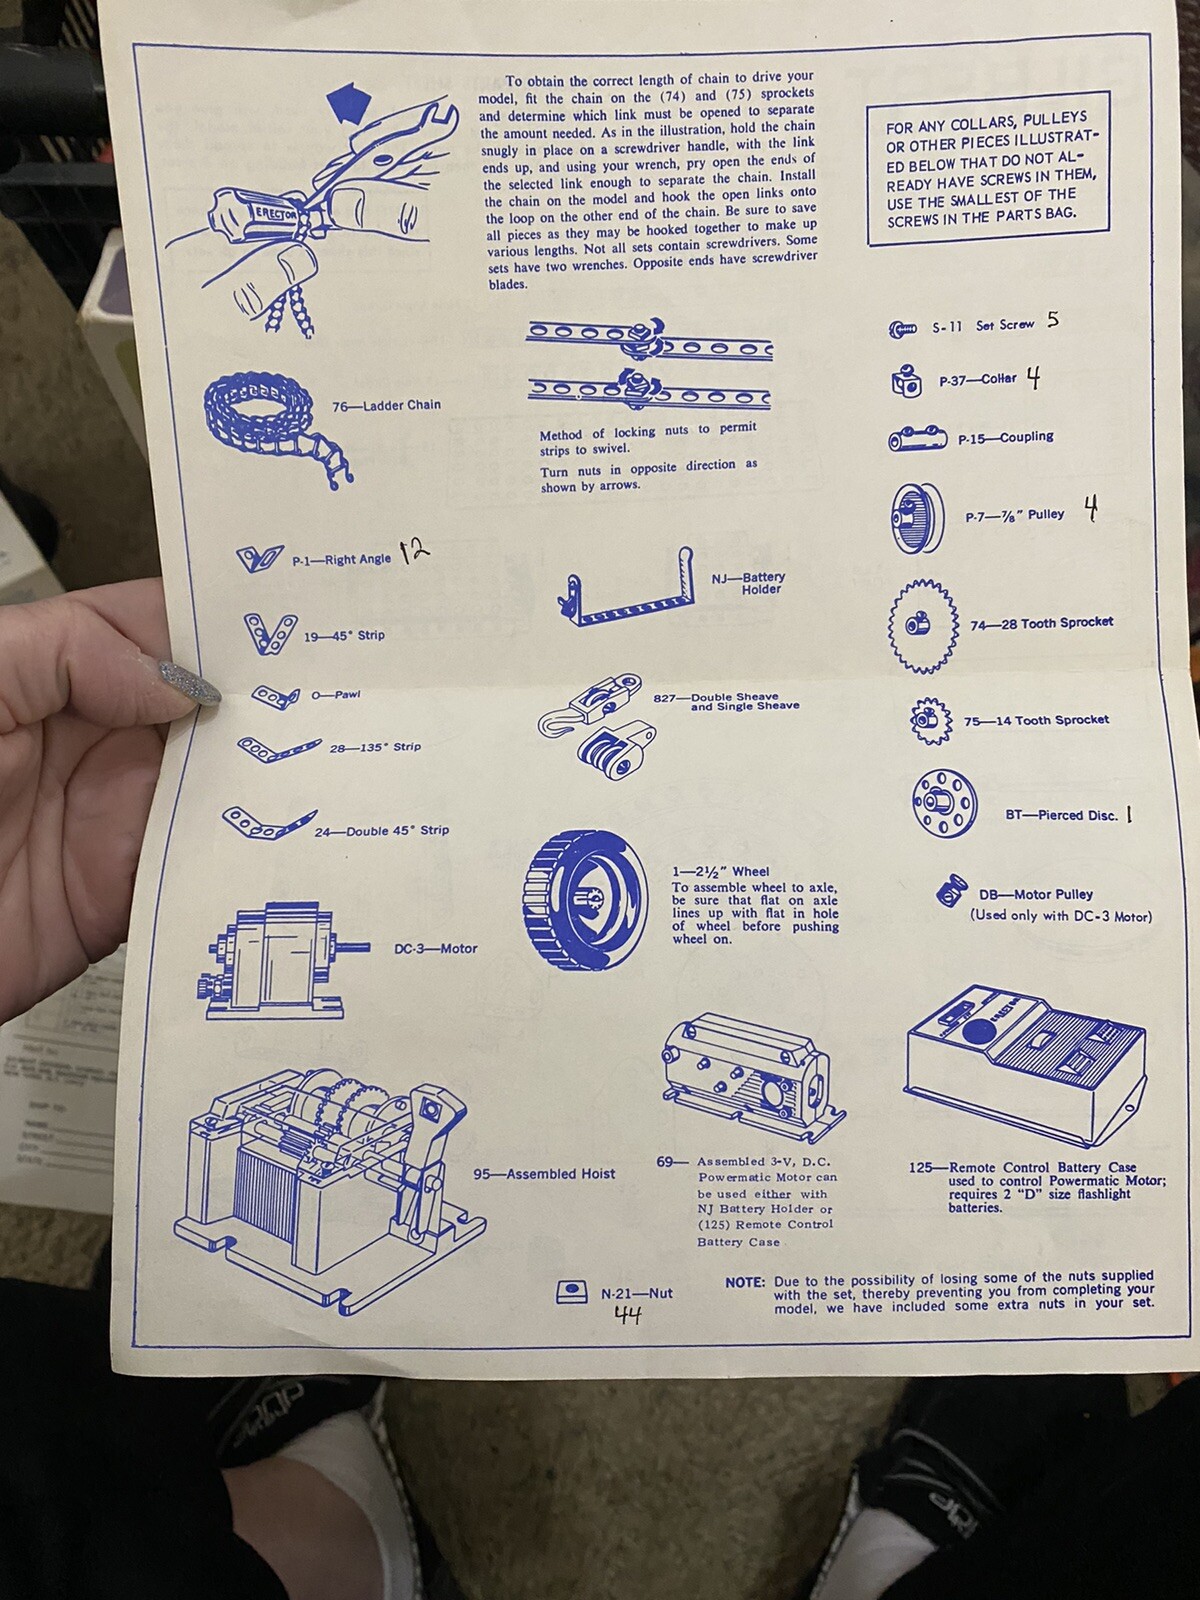 To obtain the correct length of chain to drive your
model, fit the chain on the (74) and (75) sprockets
and determine which link must be opened to separate
the amount needed. As in the illustration, hold the chain
snugly in place on a screwdriver handle, with the link
ends up, and using your wrench, pry open the ends of
the selected link enough to separate the chain. Install
the chain on the model and hook the open links onto
the loop on the other end of the chain. Be sure to save
all pieces as they may be hooked together to make up
various lengths. Not all sets contain screwdrivers. Some
sets have two wrenches. Opposite ends have screwdriver
blades.
FOR ANY COLLARS, PULLEYS
OR OTHER PIECES ILLUSTRAT-
ED BELOW THAT DO NOT AL-
READY HAVE SCREWS IN THEM,
USE THE SMALLEST OF THE
SCREWS IN THE PARTS BAG.
ERECTOR
76—Ladder Chain
Method of locking nuts to permit
strips to swivel.
Turn nuts in opposite direction as
shown by arrows.
S-11 Set Screw 5
P-37—Collar 4
P-15—Coupling
P-7—⅞" Pulley 4
P-1—Right Angle 12
NJ—Battery
Holder
19—45° Strip
74—28 Tooth Sprocket
O—Pawl
827—Double Sheave
and Single Sheave
28—135° Strip
75—14 Tooth Sprocket
24—Double 45° Strip
BT—Pierced Disc. 1
1—2½" Wheel
To assemble wheel to axle,
be sure that flat on axle
lines up with flat in hole
of wheel before pushing
wheel on.
DB—Motor Pulley
(Used only with DC-3 Motor)
DC-3—Motor
95—Assembled Hoist
69— Assembled 3-V, D.C.
Powermatic Motor can
be used either with
NJ Battery Holder or
(125) Remote Control
Battery Case
125—Remote Control Battery Case
used to control Powermatic Motor;
requires 2 "D" size flashlight
batteries.
N-21—Nut
44
NOTE: Due to the possibility of losing some of the nuts supplied
with the set, thereby preventing you from completing your
model, we have included some extra nuts in your set.